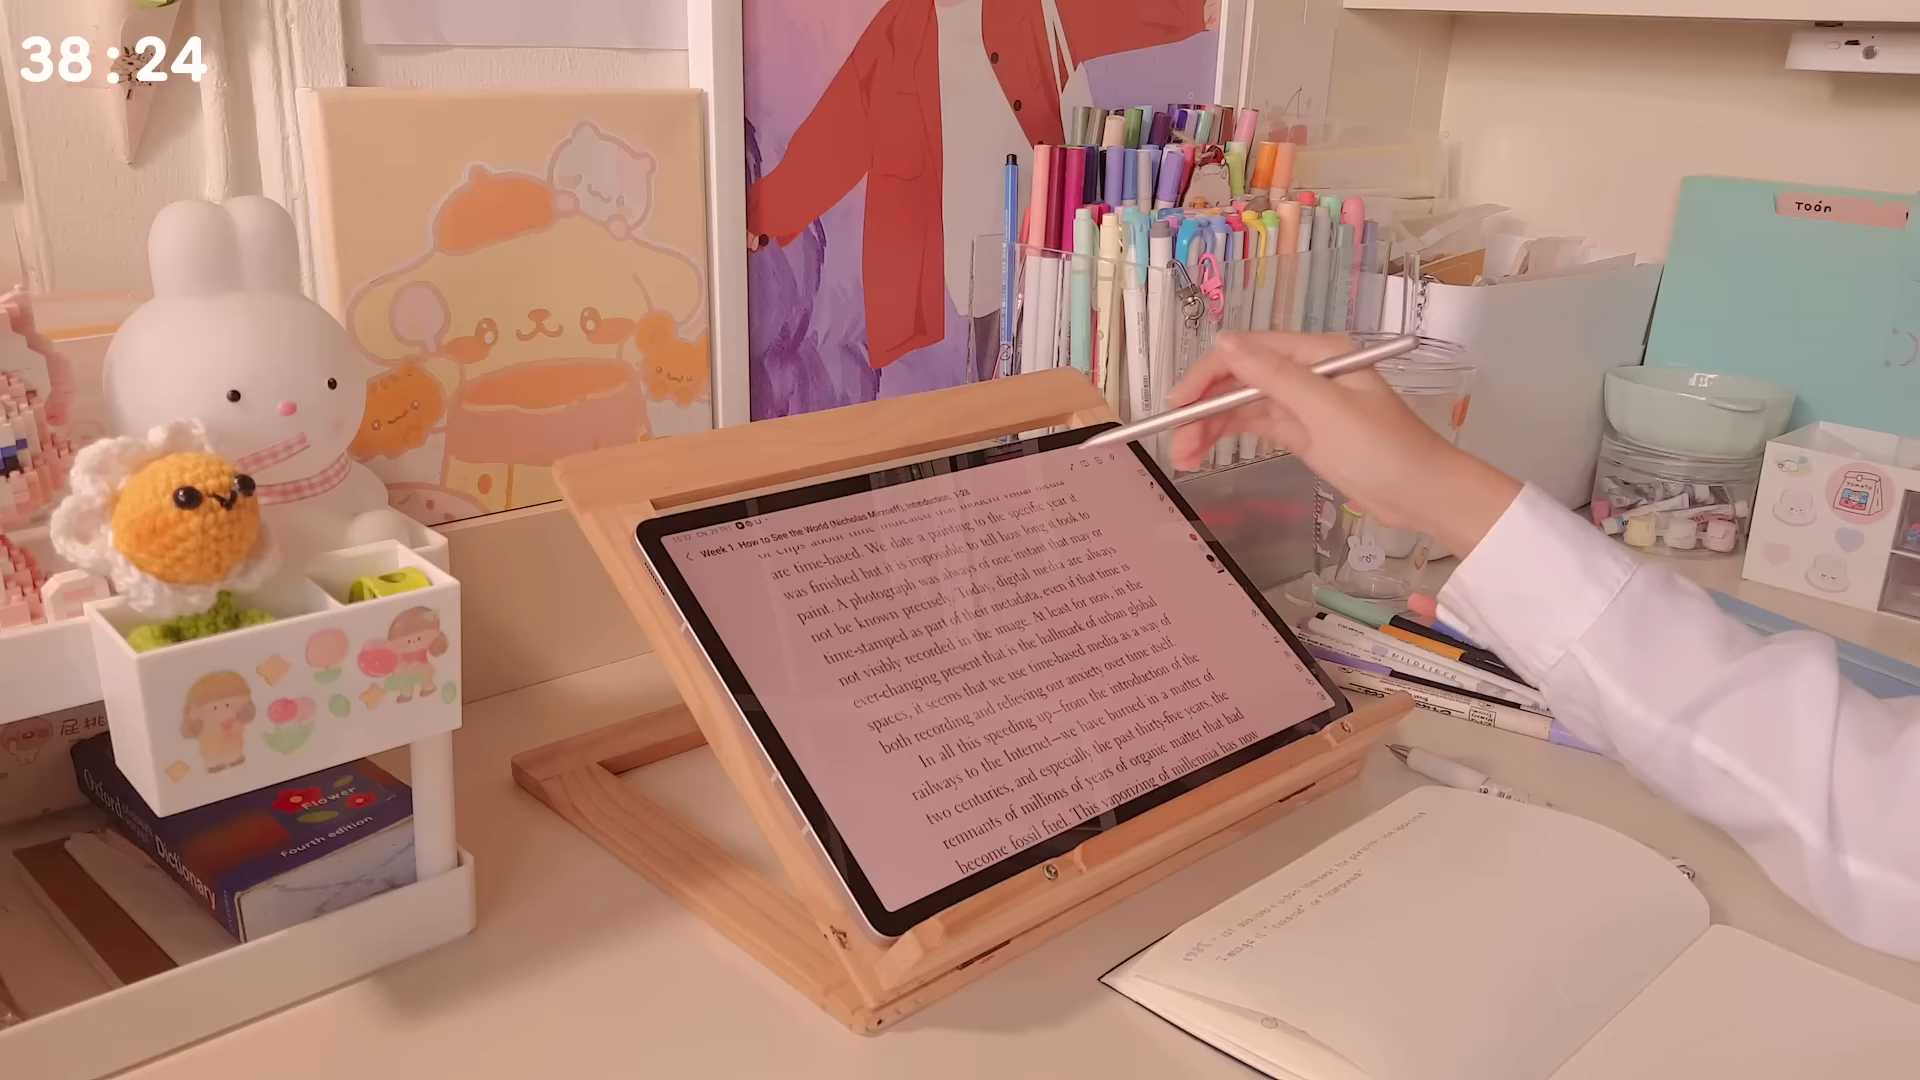 38:24
Toán
TOMATO
15:27
Week 1. How to See the World (Nicholas Mirzoeff), Introduction, 1-28
are time-based. We date a painting to the specific year it
was finished but it is impossible to tell how long it took to
paint. A photograph was always of one instant that may or
not be known precisely. Today, digital media are always
time-stamped as part of their metadata, even if that time is
not visibly recorded in the image. At least for now, in the
ever-changing present that is the hallmark of urban global
spaces, it seems that we use time-based media as a way of
both recording and relieving our anxiety over time itself.
In all this speeding up—from the introduction of the
railways to the Internet—we have burned in a matter of
two centuries, and especially the past thirty-five years, the
remnants of millions of years of organic matter that had
become fossil fuel. This vaporizing of millennia has now
MILDLINER
Oxford
Dictionary
Flower
Fourth edition